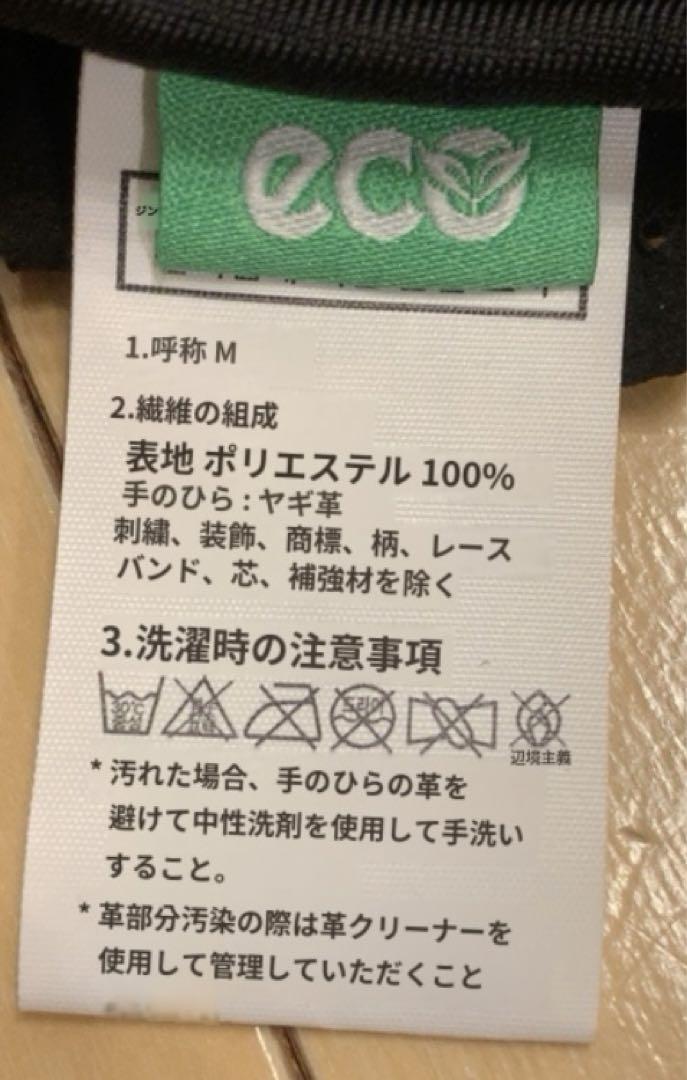 eco
ジン
1.呼称 M
2.繊維の組成
表地 ポリエステル 100%
手のひら : ヤギ革
刺繍、装飾、商標、柄、レース
バンド、芯、補強材を除く
3.洗濯時の注意事項
辺境主義
* 汚れた場合、手のひらの革を
避けて中性洗剤を使用して手洗い
すること。
* 革部分汚染の際は革クリーナーを
使用して管理していただくこと